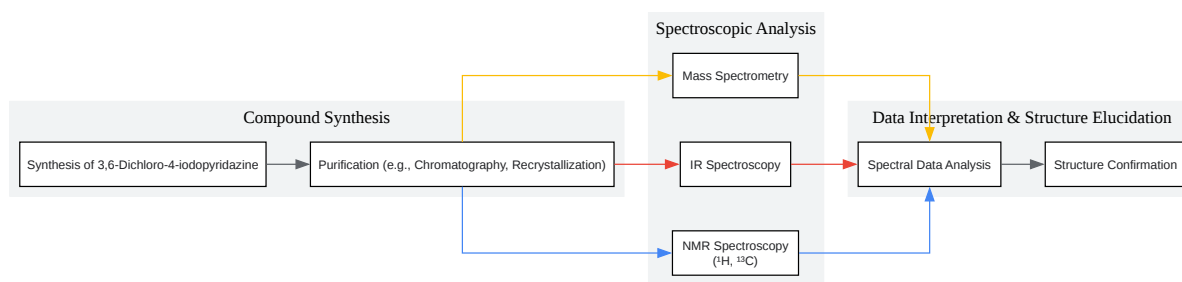 Spectroscopic Analysis
Mass Spectrometry
Compound Synthesis
Data Interpretation & Structure Elucidation
Synthesis of 3,6-Dichloro-4-iodopyridazine
Purification (e.g., Chromatography, Recrystallization)
IR Spectroscopy
Spectral Data Analysis
Structure Confirmation
NMR Spectroscopy
(¹H, ¹³C)